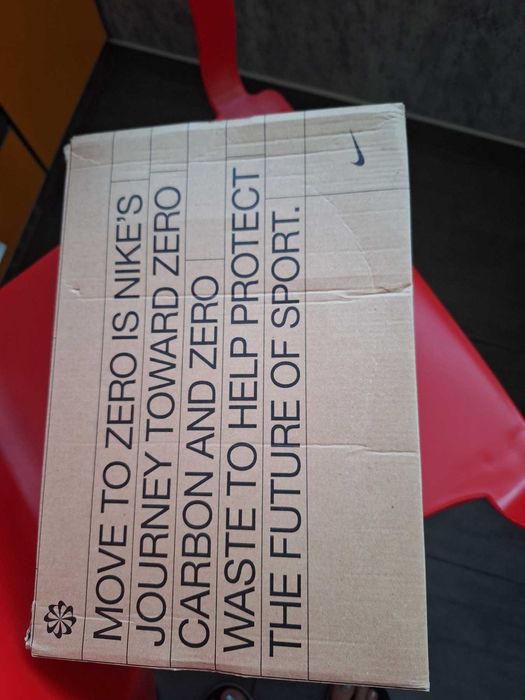 MOVE TO ZERO IS NIKE'S
JOURNEY TOWARD ZERO
CARBON AND ZERO
WASTE TO HELP PROTECT
THE FUTURE OF SPORT.